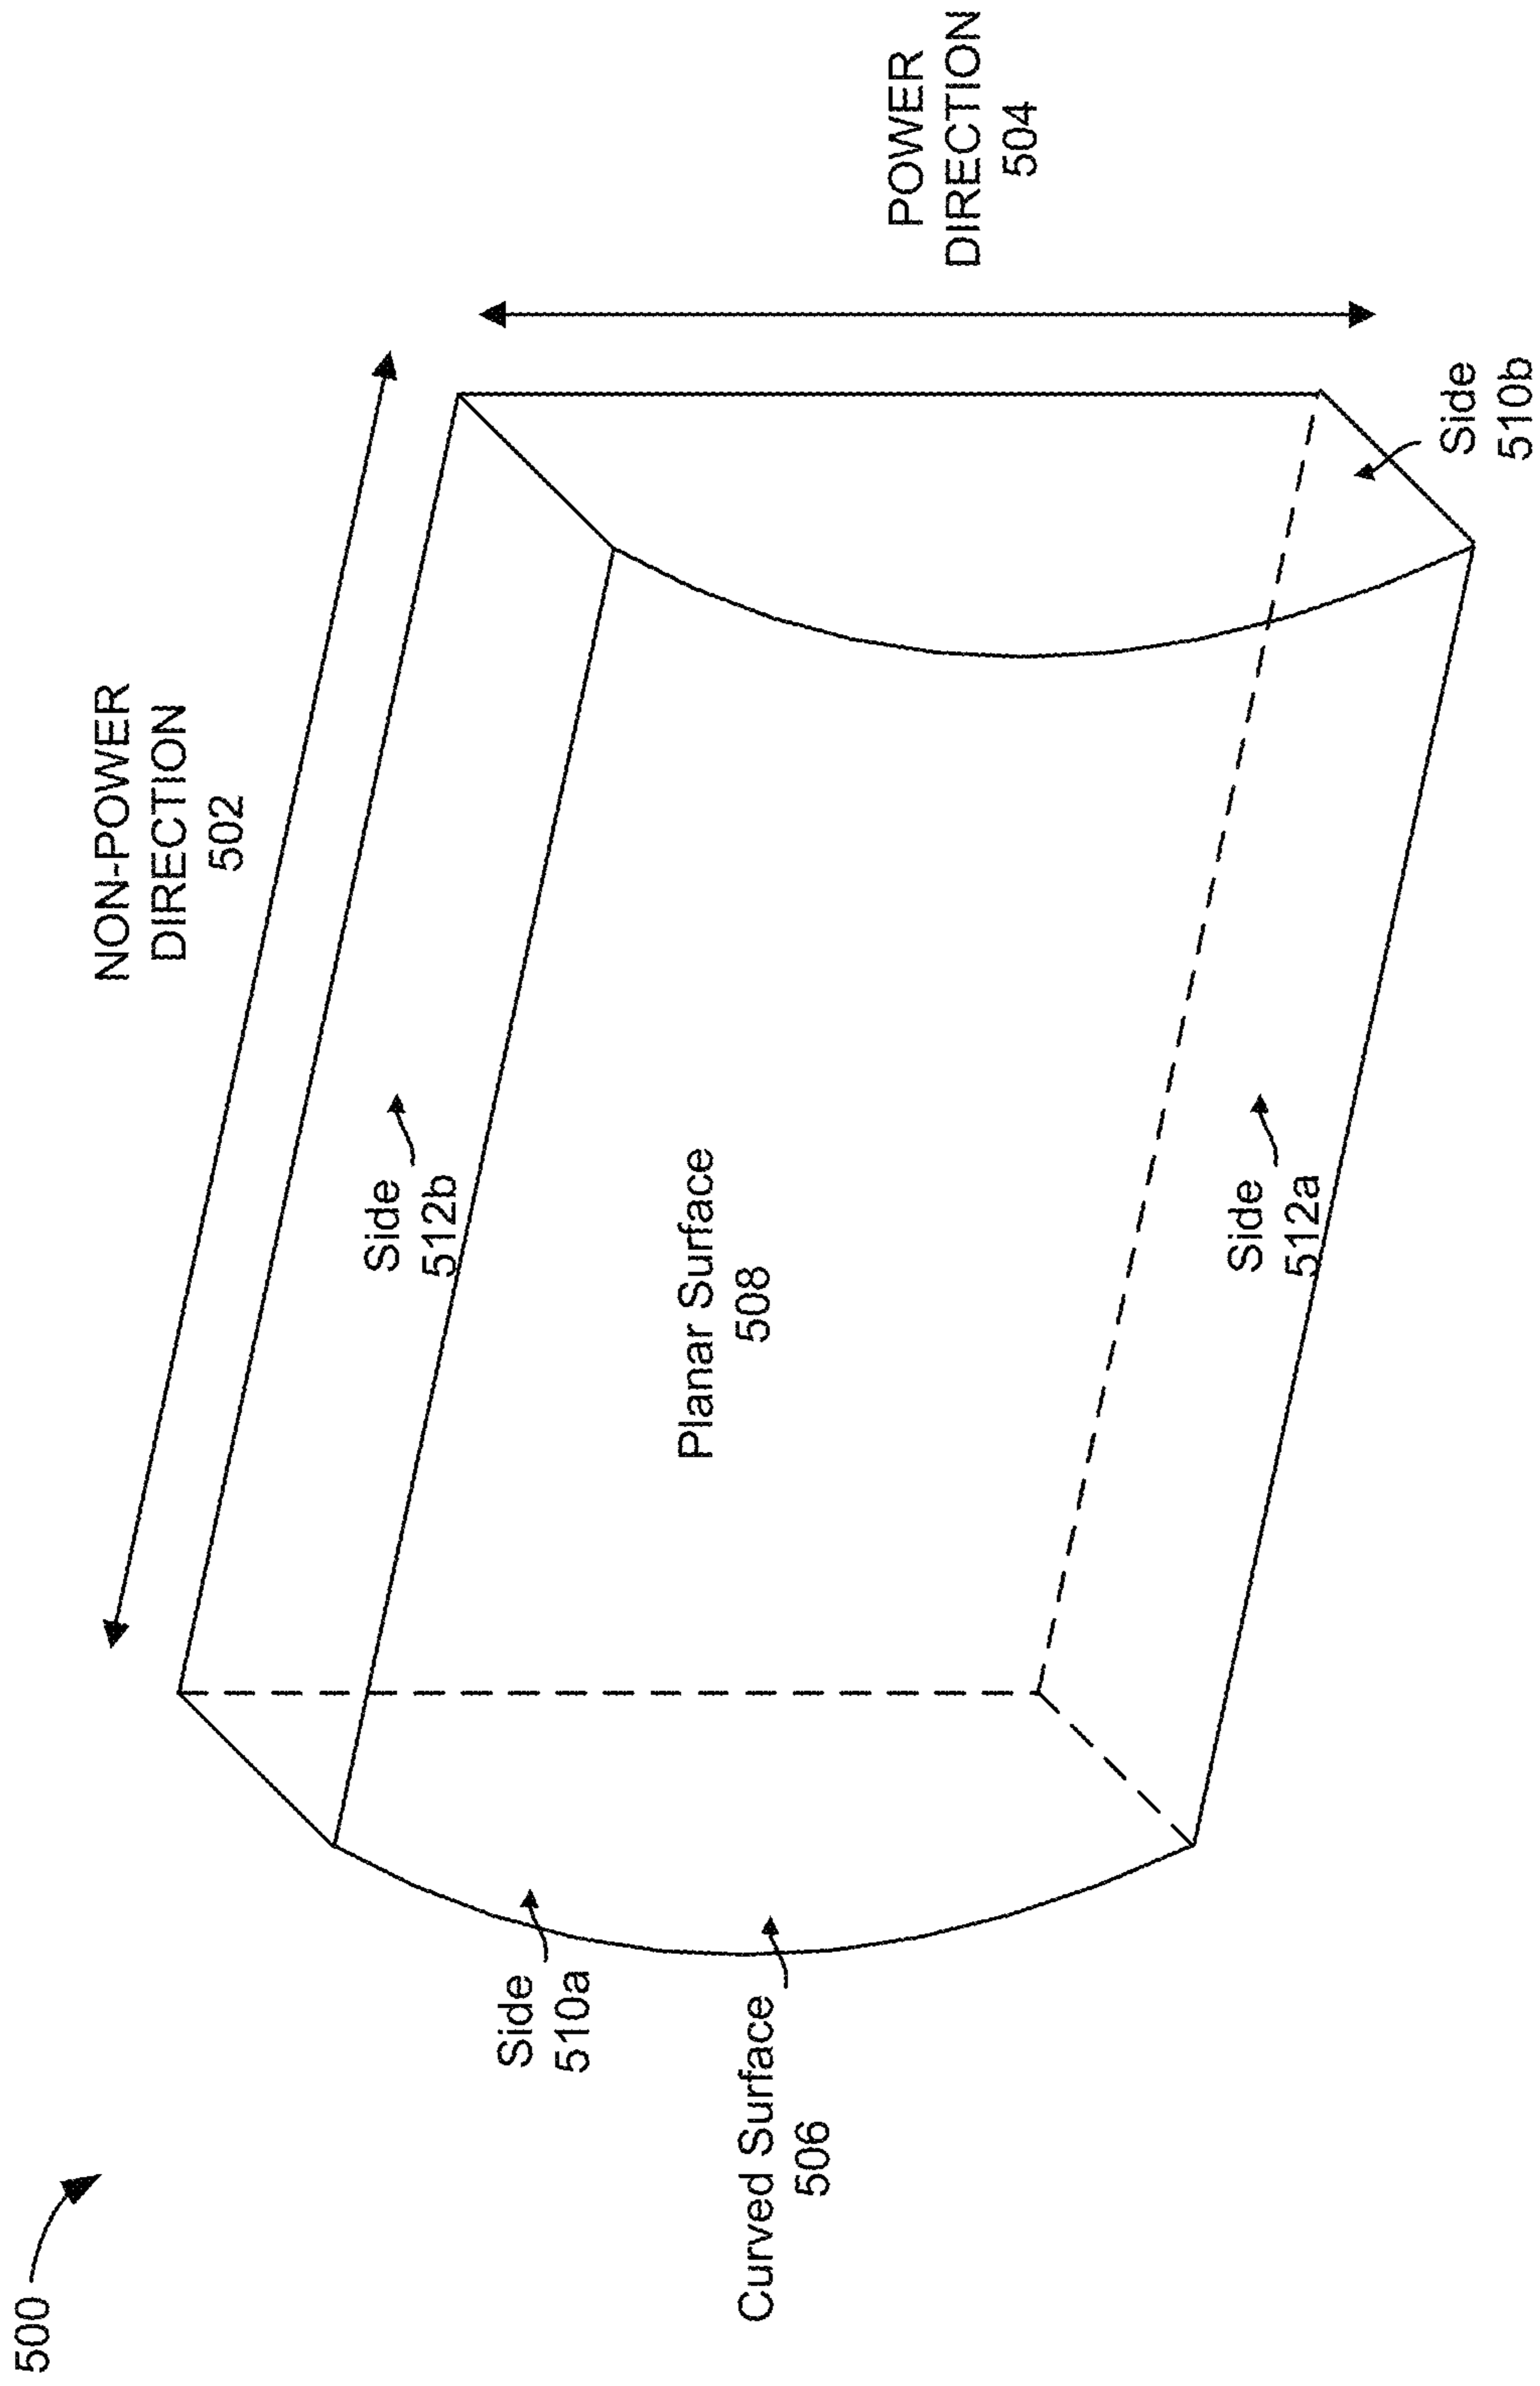 500
NON-POWER
DIRECTION
502
POWER
DIRECTION
504
Side
512b
Side
510a
Planar Surface
508
Curved Surface
506
Side
512a
Side
510b